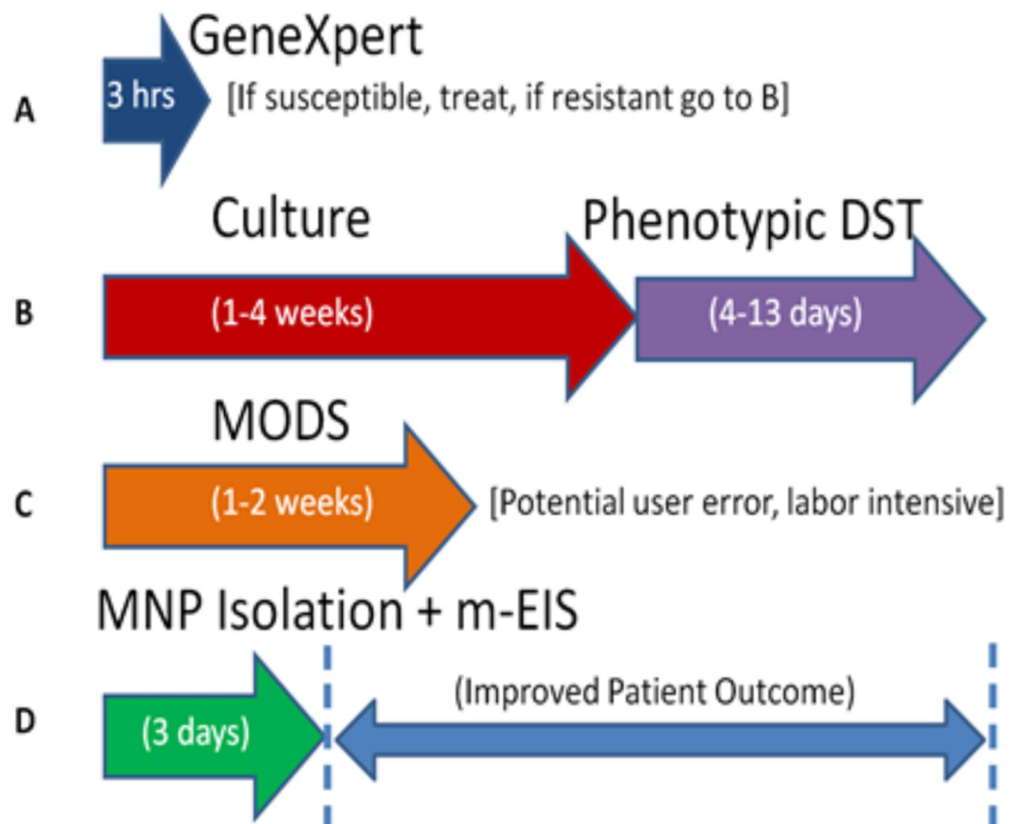 GeneXpert
A
3 hrs
[If susceptible, treat, if resistant go to B]
Culture
Phenotypic DST
B
(1-4 weeks)
(4-13 days)
MODS
C
(1-2 weeks)
[Potential user error, labor intensive]
MNP Isolation + m-EIS
(Improved Patient Outcome)
D
(3 days)